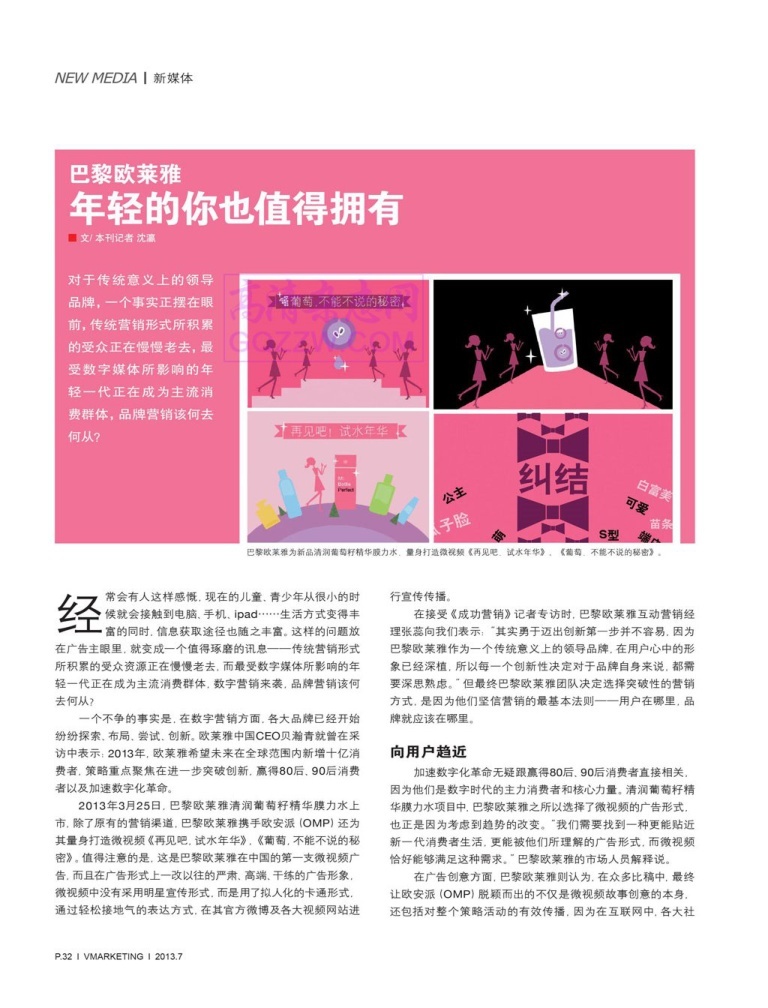 NEW MEDIA | 新媒体
巴黎欧莱雅
年轻的你也值得拥有
文/ 本刊记者 沈瀛
对于传统意义上的领导
品牌，一个事实正摆在眼
前，传统营销形式所积累
的受众正在慢慢老去，最
受数字媒体所影响的年
轻一代正在成为主流消
费群体，品牌营销该何去
何从？
高清杂志网
GQZZW.COM
葡萄，不能不说的秘密
再见吧！试水年华
Perfect
纠结
公主
瓜子脸
白富美
可爱
苗条
S型
巴黎欧莱雅为新品清润葡萄籽精华膜力水，量身打造微视频《再见吧，试水年华》、《葡萄，不能不说的秘密》。
经常会有人这样感慨，现在的儿童、青少年从很小的时
候就会接触到电脑、手机、ipad……生活方式变得丰
富的同时，信息获取途径也随之丰富。这样的问题放
在广告主眼里，就变成一个值得琢磨的讯息——传统营销形式
所积累的受众资源正在慢慢老去，而最受数字媒体所影响的年
轻一代正在成为主流消费群体，数字营销来袭，品牌营销该何
去何从？
一个不争的事实是，在数字营销方面，各大品牌已经开始
纷纷探索、布局、尝试、创新。欧莱雅中国CEO贝瀚青就曾在采
访中表示：2013年，欧莱雅希望未来在全球范围内新增十亿消
费者，策略重点聚焦在进一步突破创新，赢得80后、90后消费
者以及加速数字化革命。
2013年3月25日，巴黎欧莱雅清润葡萄籽精华膜力水上
市，除了原有的营销渠道，巴黎欧莱雅携手欧安派（OMP）还为
其量身打造微视频《再见吧，试水年华》、《葡萄，不能不说的秘
密》。值得注意的是，这是巴黎欧莱雅在中国的第一支微视频广
告，而且在广告形式上一改以往的严肃、高端、干练的广告形象，
微视频中没有采用明星宣传形式，而是用了拟人化的卡通形式，
通过轻松接地气的表达方式，在其官方微博及各大视频网站进
行宣传传播。
在接受《成功营销》记者专访时，巴黎欧莱雅互动营销经
理张蕊向我们表示：“其实勇于迈出创新第一步并不容易，因为
巴黎欧莱雅作为一个传统意义上的领导品牌，在用户心中的形
象已经深植，所以每一个创新性决定对于品牌自身来说，都需
要深思熟虑。”但最终巴黎欧莱雅团队决定选择突破性的营销
方式，是因为他们坚信营销的最基本法则——用户在哪里，品
牌就应该在哪里。
向用户趋近
加速数字化革命无疑跟赢得80后、90后消费者直接相关，
因为他们是数字时代的主力消费者和核心力量。清润葡萄籽精
华膜力水项目中，巴黎欧莱雅之所以选择了微视频的广告形式，
也正是因为考虑到趋势的改变。“我们需要找到一种更能贴近
新一代消费者生活，更能被他们所理解的广告形式，而微视频
恰好能够满足这种需求。”巴黎欧莱雅的市场人员解释说。
在广告创意方面，巴黎欧莱雅则认为，在众多比稿中，最终
让欧安派（OMP）脱颖而出的不仅是微视频故事创意的本身，
还包括对整个策略活动的有效传播，因为在互联网中，各大社
P.32 | VMARKETING | 2013.7